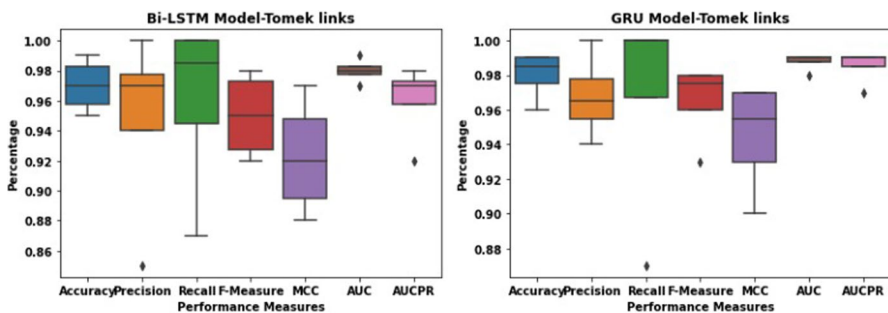 Bi-LSTM Model-Tomek links
Percentage
1.00
0.98
0.96
0.94
0.92
0.90
0.88
0.86
Accuracy Precision Recall F-Measure MCC AUC AUCPR
Performance Measures
GRU Model-Tomek links
Percentage
1.00
0.98
0.96
0.94
0.92
0.90
0.88
Accuracy Precision Recall F-Measure MCC AUC AUCPR
Performance Measures